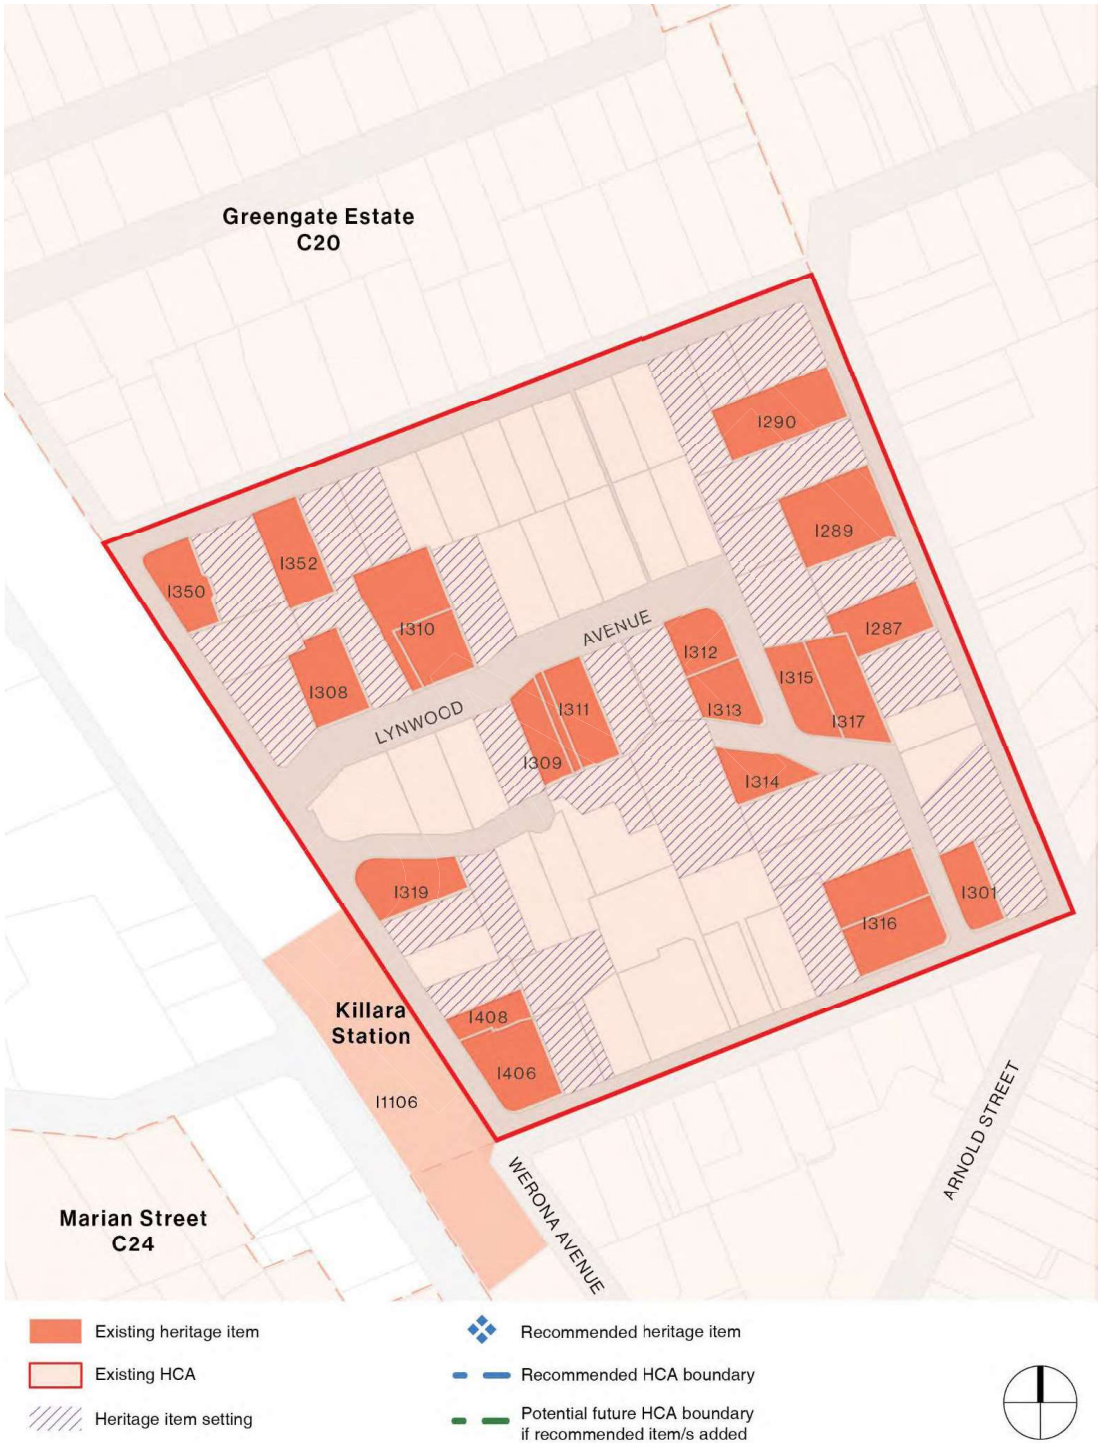 Greengate Estate
C20
I290
I289
I352
I350
I310
AVENUE
I287
I312
I315
I308
I311
I313
I317
LYNWOOD
I309
I314
I319
I301
I316
Killara
Station
I408
I406
I1106
ARNOLD STREET
WERONA AVENUE
Marian Street
C24
Existing heritage item
Recommended heritage item
Existing HCA
Recommended HCA boundary
Heritage item setting
Potential future HCA boundary
if recommended item/s added